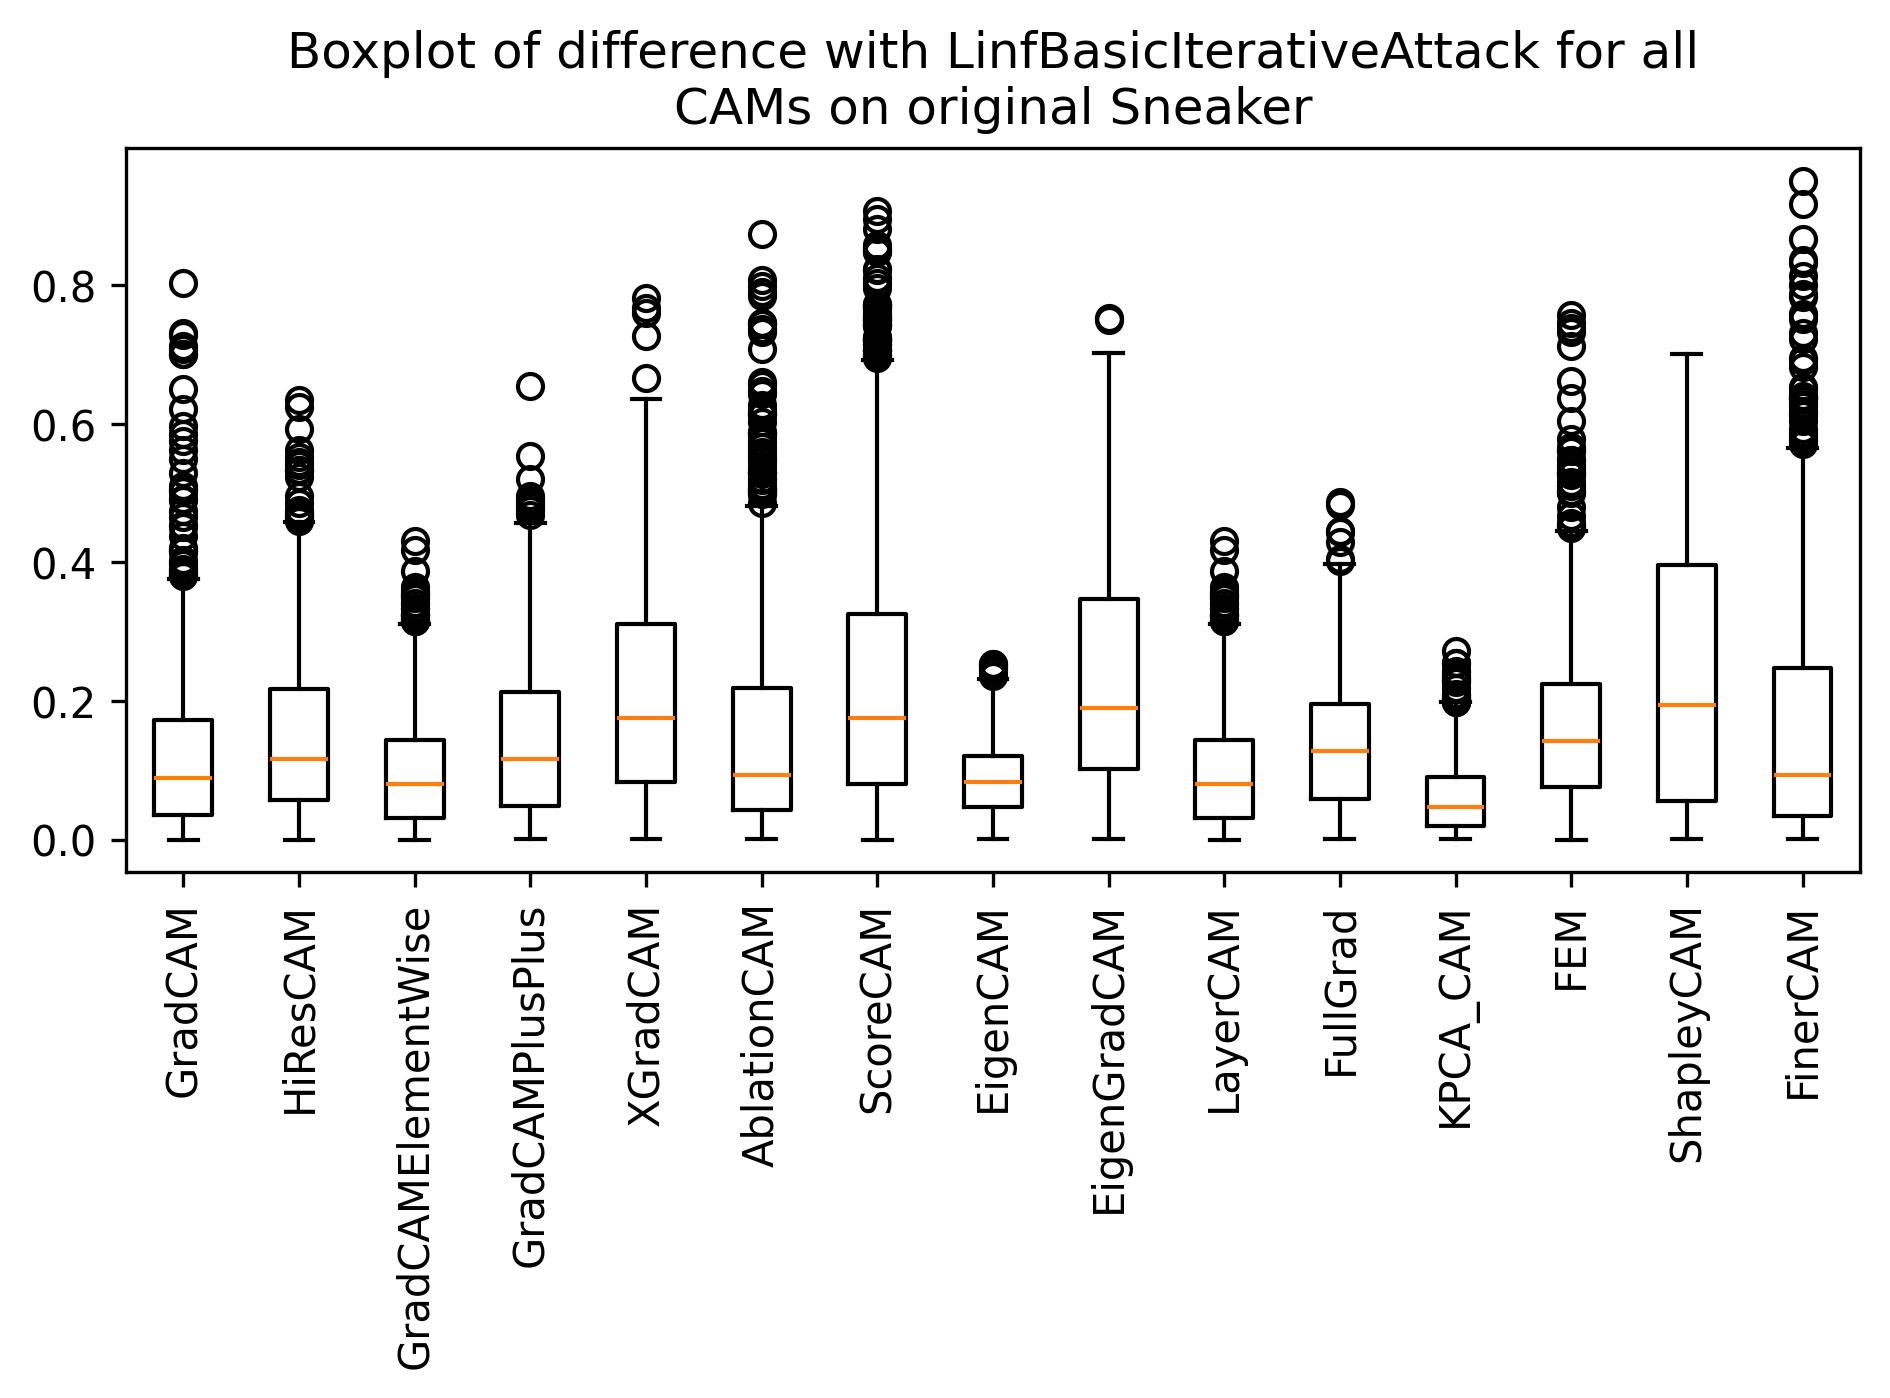 Boxplot of difference with LinfBasicIterativeAttack for all
CAMs on original Sneaker
0.8
0.6
0.4
0.2
0.0
GradCAM
HiResCAM
GradCAMElementWise
GradCAMPlusPlus
XGradCAM
AblationCAM
ScoreCAM
EigenCAM
EigenGradCAM
LayerCAM
FullGrad
KPCA_CAM
FEM
ShapleyCAM
FinerCAM